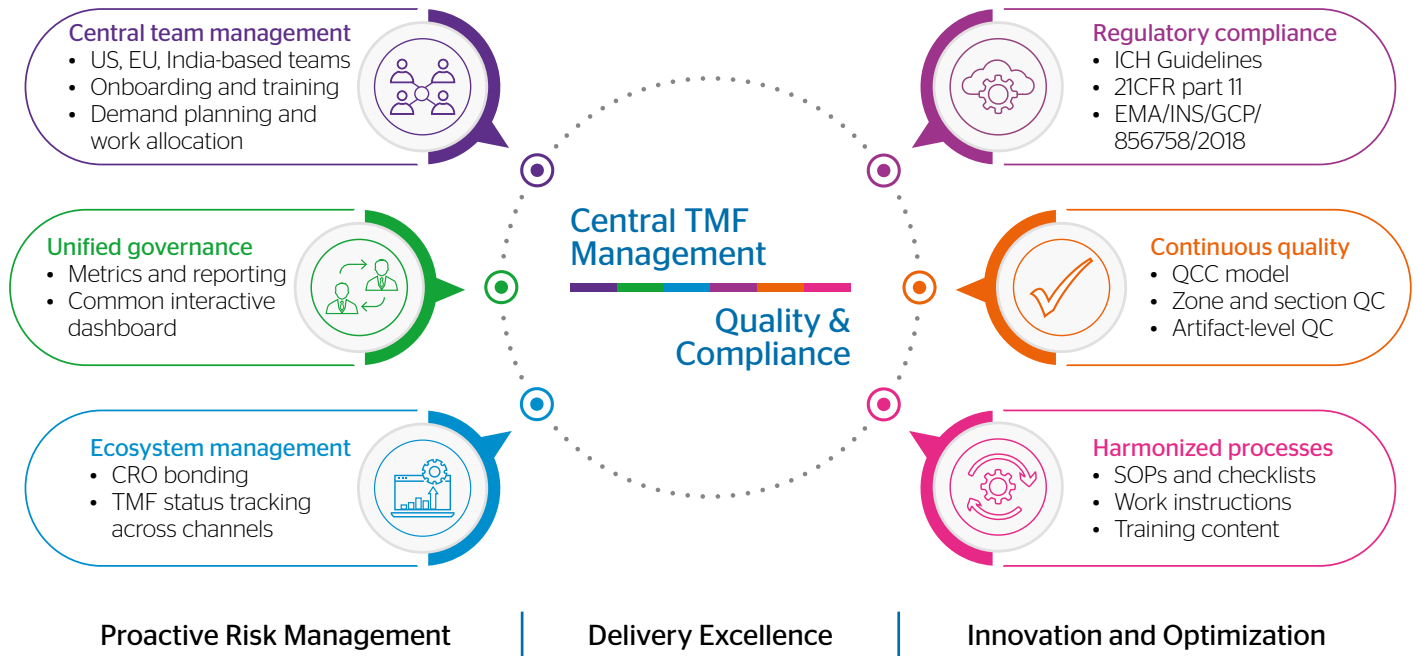 Central team management
• US, EU, India-based teams
• Onboarding and training
• Demand planning and
work allocation
Unified governance
• Metrics and reporting
• Common interactive
dashboard
Ecosystem management
• CRO bonding
• TMF status tracking
across channels
Central TMF
Management
Quality &
Compliance
Regulatory compliance
• ICH Guidelines
• 21CFR part 11
• EMA/INS/GCP/
856758/2018
Continuous quality
• QCC model
• Zone and section QC
• Artifact-level QC
Harmonized processes
• SOPs and checklists
• Work instructions
• Training content
Proactive Risk Management
Delivery Excellence
Innovation and Optimization